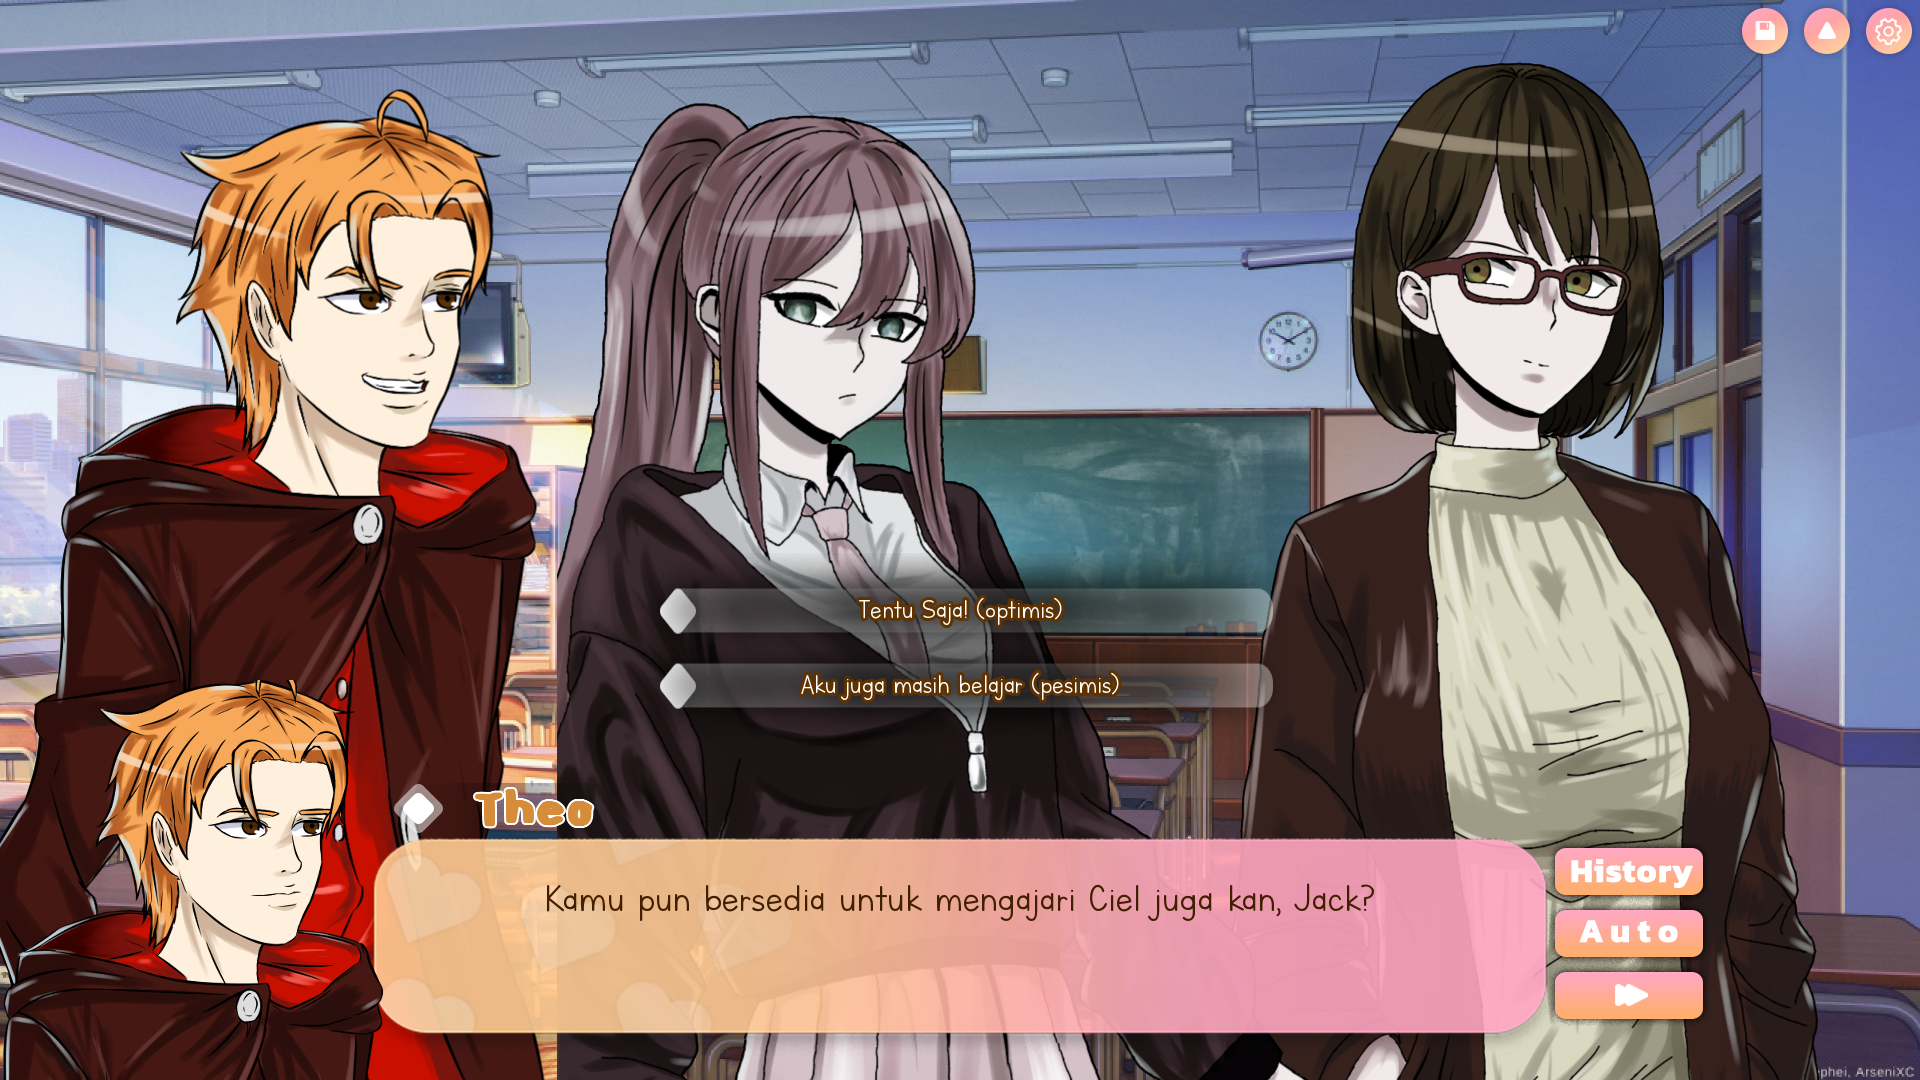 Tentu Saja! (optimis)
Aku juga masih belajar (pesimis)
Theo
Kamu pun bersedia untuk mengajari Ciel juga kan, Jack?
History
Auto
phei, ArseniXC